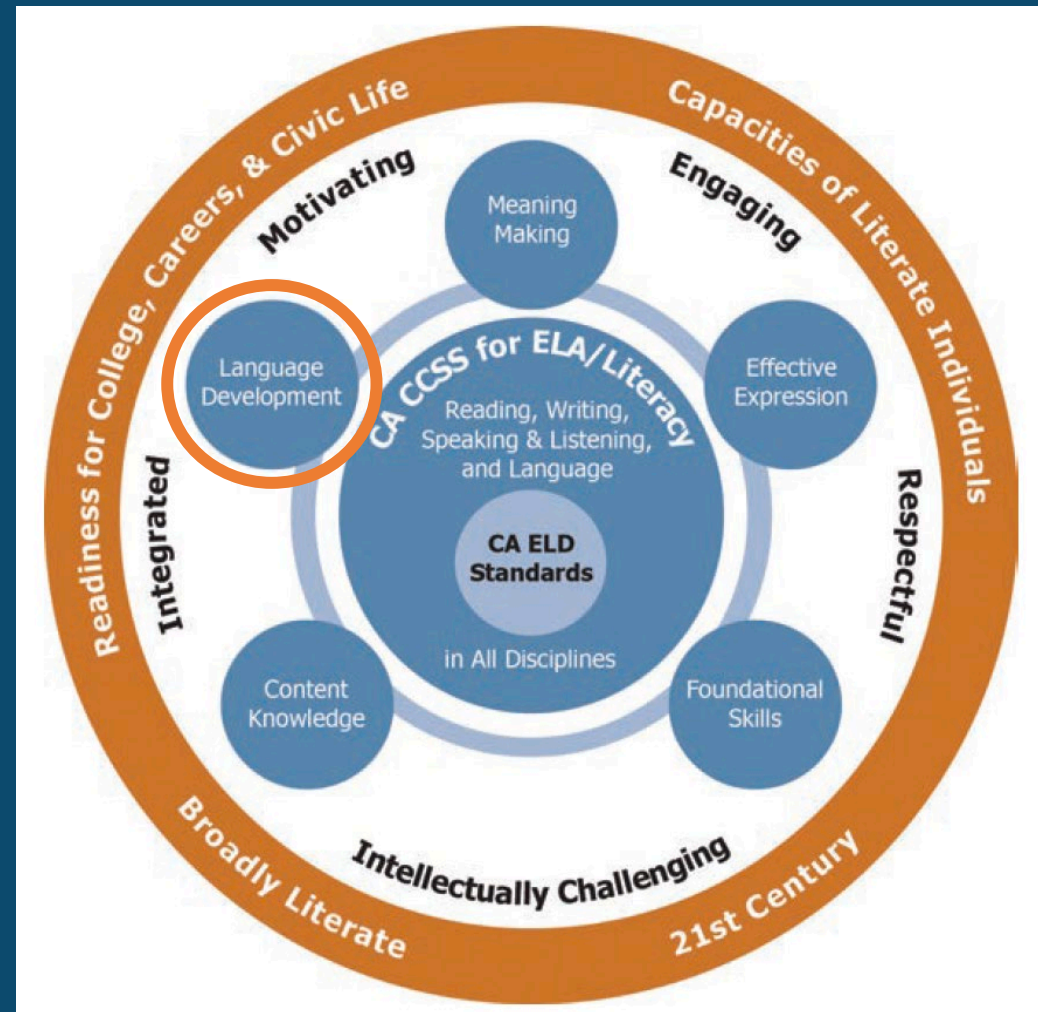 Readiness for College, Careers, & Civic Life
Capacities of Literate Individuals
Motivating
Engaging
Meaning
Making
Language
Development
Effective
Expression
CA CCSS for ELA/Literacy
Reading, Writing,
Speaking & Listening,
and Language
CA ELD
Standards
in All Disciplines
Integrated
Respectful
Content
Knowledge
Foundational
Skills
Intellectually Challenging
Broadly Literate
21st Century